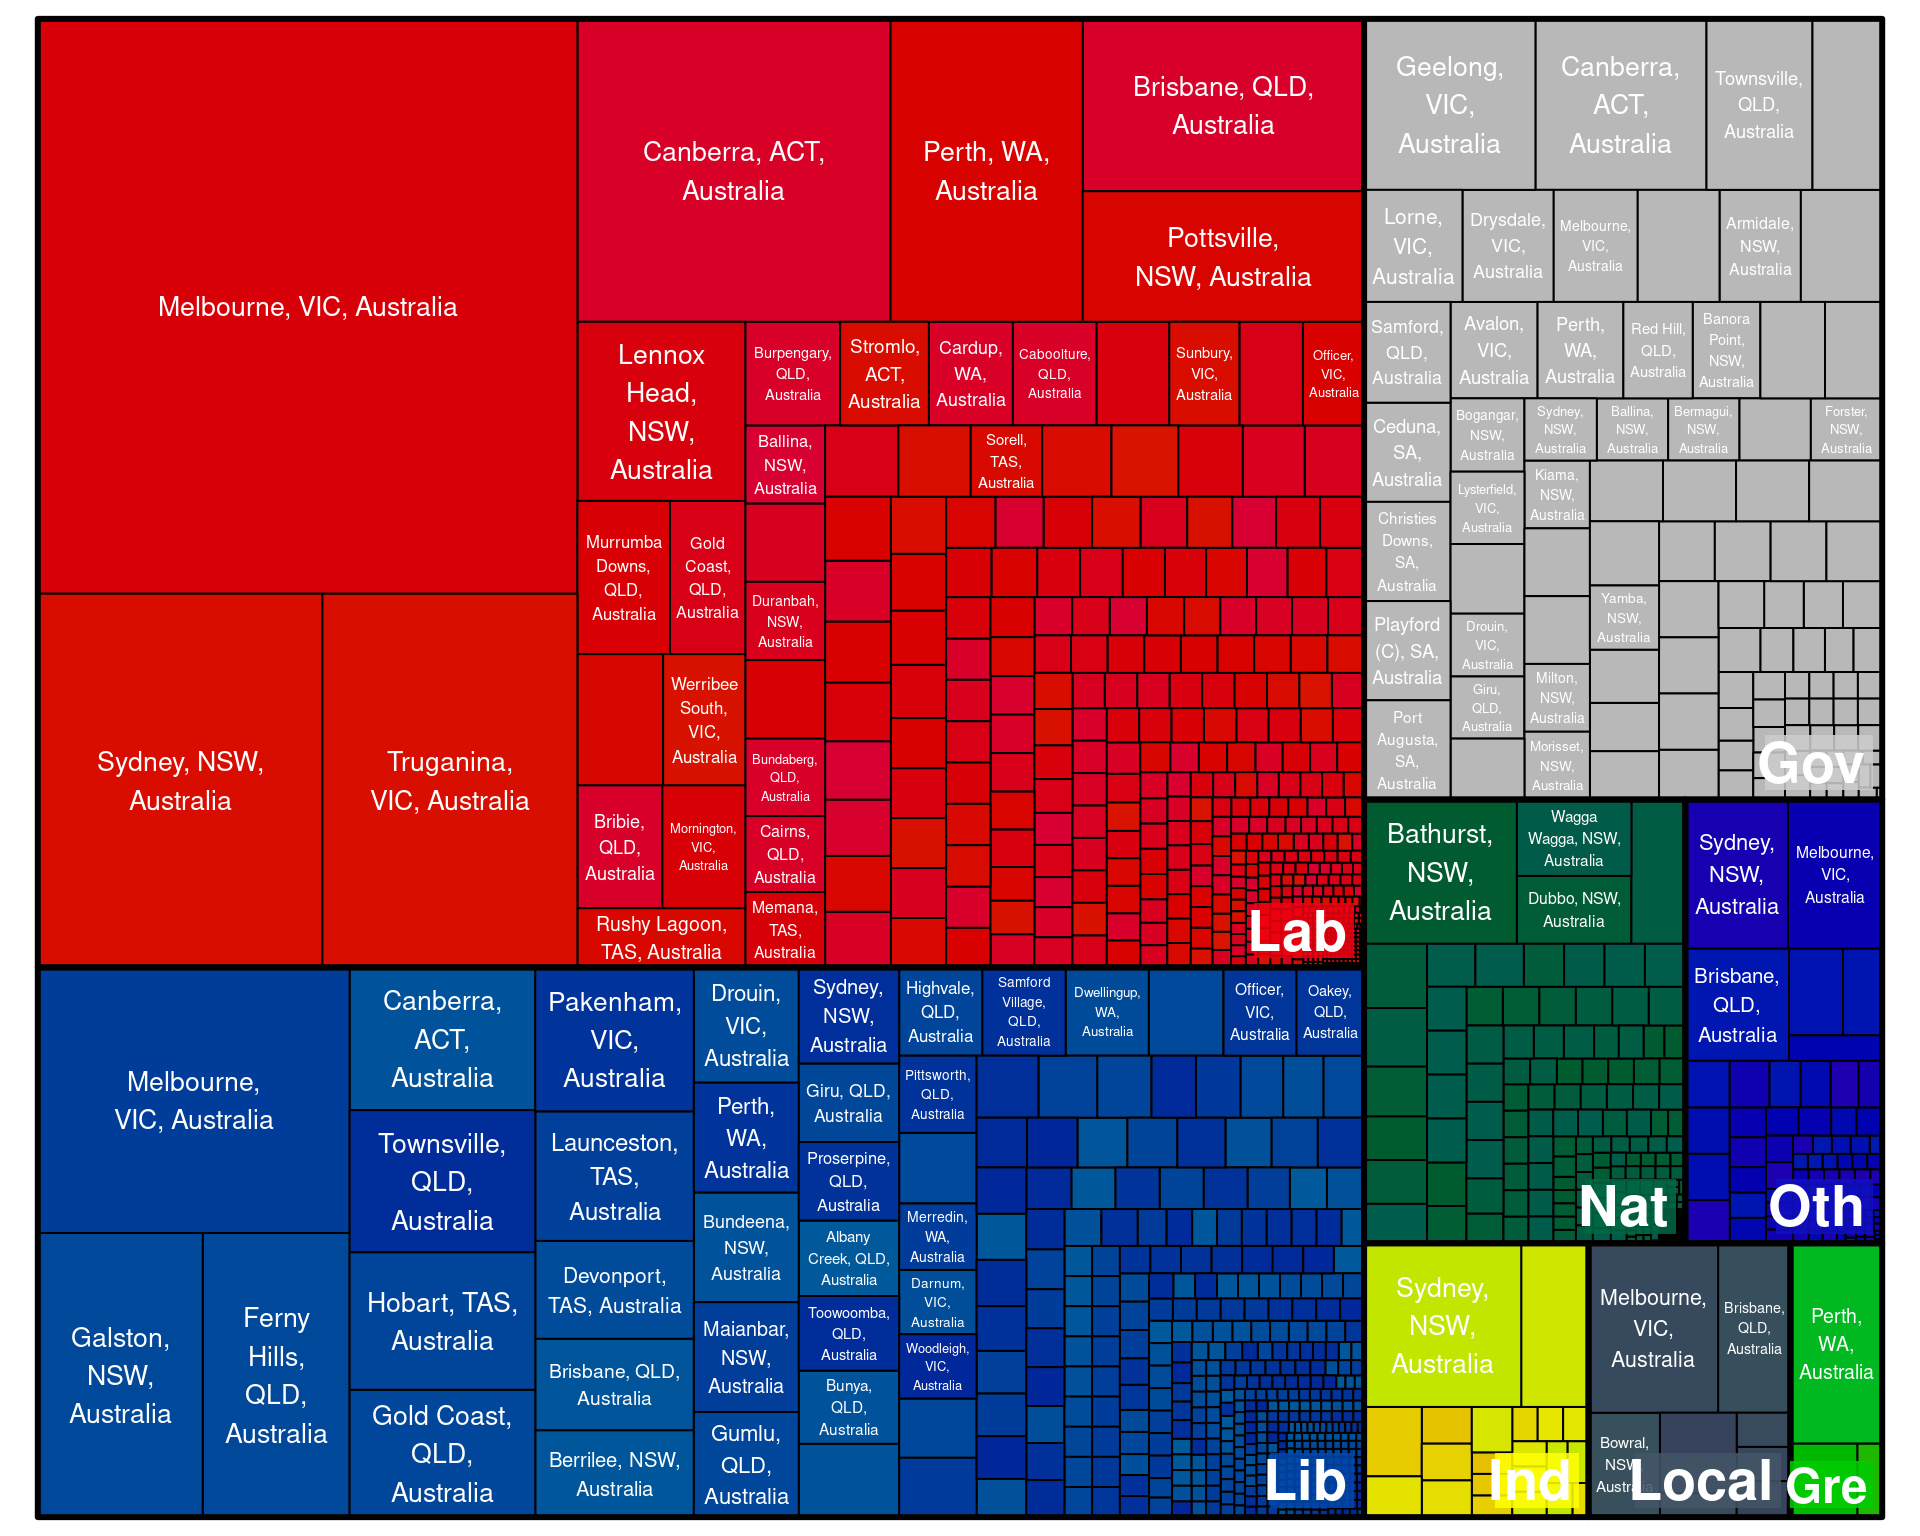 Melbourne, VIC, Australia
Sydney, NSW,
Australia
Truganina,
VIC, Australia
Canberra, ACT,
Australia
Perth, WA,
Australia
Brisbane, QLD,
Australia
Pottsville,
NSW, Australia
Lennox
Head,
NSW,
Australia
Murrumba
Downs,
QLD,
Australia
Gold
Coast,
QLD,
Australia
Werribee
South,
VIC,
Australia
Bribie,
QLD,
Australia
Mornington,
VIC,
Australia
Rushy Lagoon,
TAS, Australia
Burpengary,
QLD,
Australia
Stromlo,
ACT,
Australia
Cardup,
WA,
Australia
Caboolture,
QLD,
Australia
Sunbury,
VIC,
Australia
Officer,
VIC,
Australia
Ballina,
NSW,
Australia
Sorell,
TAS,
Australia
Duranbah,
NSW,
Australia
Bundaberg,
QLD,
Australia
Cairns,
QLD,
Australia
Memana,
TAS,
Australia
Lab
Geelong,
VIC,
Australia
Canberra,
ACT,
Australia
Townsville,
QLD,
Australia
Lorne,
VIC,
Australia
Drysdale,
VIC,
Australia
Melbourne,
VIC,
Australia
Armidale,
NSW,
Australia
Samford,
QLD,
Australia
Avalon,
VIC,
Australia
Perth,
WA,
Australia
Red Hill,
QLD,
Australia
Banora
Point,
NSW,
Australia
Ceduna,
SA,
Australia
Bogangar,
NSW,
Australia
Sydney,
NSW,
Australia
Ballina,
NSW,
Australia
Bermagui,
NSW,
Australia
Forster,
NSW,
Australia
Christies
Downs,
SA,
Australia
Lysterfield,
VIC,
Australia
Kiama,
NSW,
Australia
Playford
(C), SA,
Australia
Drouin,
VIC,
Australia
Yamba,
NSW,
Australia
Giru,
QLD,
Australia
Milton,
NSW,
Australia
Port
Augusta,
SA,
Australia
Morisset,
NSW,
Australia
Gov
Melbourne,
VIC, Australia
Galston,
NSW,
Australia
Ferny
Hills,
QLD,
Australia
Canberra,
ACT,
Australia
Townsville,
QLD,
Australia
Hobart, TAS,
Australia
Gold Coast,
QLD,
Australia
Pakenham,
VIC,
Australia
Launceston,
TAS,
Australia
Devonport,
TAS, Australia
Brisbane, QLD,
Australia
Berrilee, NSW,
Australia
Drouin,
VIC,
Australia
Perth,
WA,
Australia
Bundeena,
NSW,
Australia
Maianbar,
NSW,
Australia
Gumlu,
QLD,
Australia
Sydney,
NSW,
Australia
Giru, QLD,
Australia
Proserpine,
QLD,
Australia
Albany
Creek, QLD,
Australia
Toowoomba,
QLD,
Australia
Bunya,
QLD,
Australia
Highvale,
QLD,
Australia
Samford
Village,
QLD,
Australia
Dwellingup,
WA,
Australia
Officer,
VIC,
Australia
Oakey,
QLD,
Australia
Pittsworth,
QLD,
Australia
Merredin,
WA,
Australia
Darnum,
VIC,
Australia
Woodleigh,
VIC,
Australia
Lib
Bathurst,
NSW,
Australia
Wagga
Wagga, NSW,
Australia
Dubbo, NSW,
Australia
Nat
Sydney,
NSW,
Australia
Melbourne,
VIC,
Australia
Brisbane,
QLD,
Australia
Oth
Sydney,
NSW,
Australia
Ind
Melbourne,
VIC,
Australia
Brisbane,
QLD,
Australia
Bowral,
NSW,
Australia
Local
Perth,
WA,
Australia
Gre